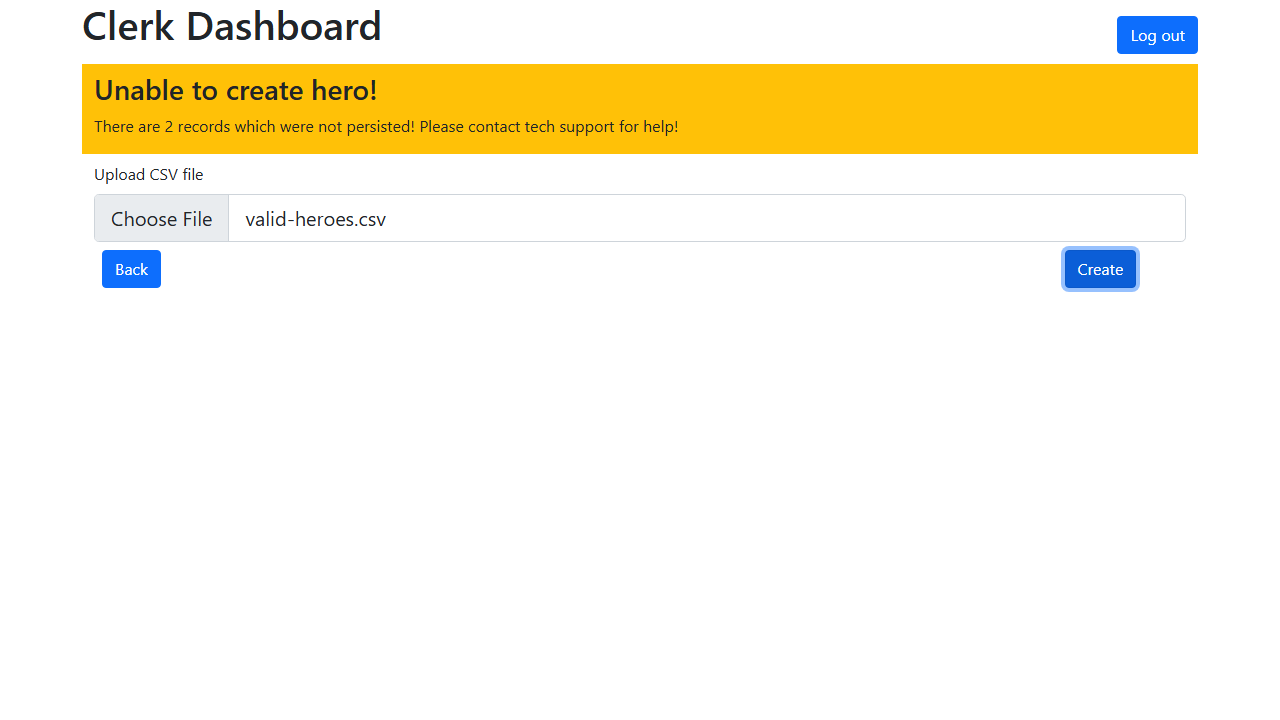 Clerk Dashboard
Log out
Unable to create hero!
There are 2 records which were not persisted! Please contact tech support for help!
Upload CSV file
Choose File valid-heroes.csv
Back
Create